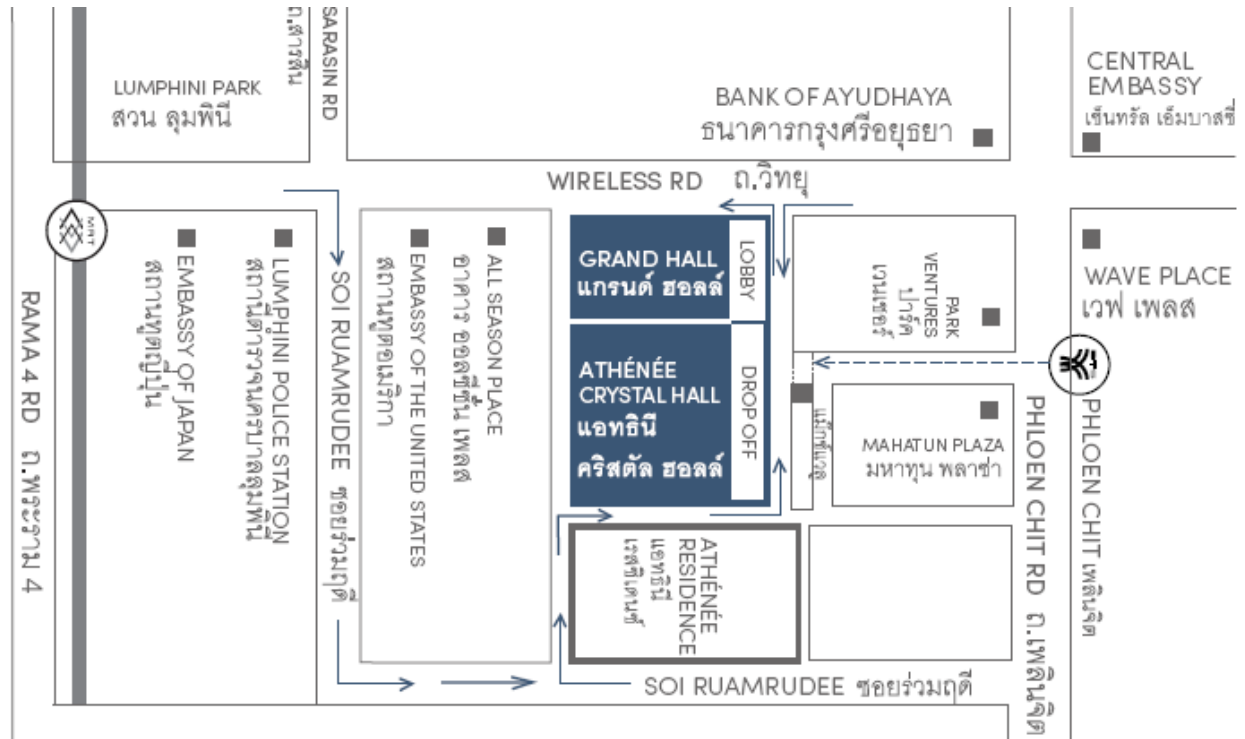 SARASIN RD
ถ.สารสิน
LUMPHINI PARK
สวน ลุมพินี
BANK OF AYUDHAYA
ธนาคารกรุงศรีอยุธยา
CENTRAL
EMBASSY
เซ็นทรัล เอ็มบาสซี่
WIRELESS RD ถ.วิทยุ
MRT
RAMA 4 RD ถ.พระราม 4
EMBASSY OF JAPAN
สถานทูตญี่ปุ่น
LUMPHINI POLICE STATION
สถานีตำรวจนครบาลลุมพินี
SOI RUAMRUDEE ซอยร่วมฤดี
EMBASSY OF THE UNITED STATES
สถานทูตอเมริกา
ALL SEASON PLACE
อาคาร ออลซีซั่น เพลส
GRAND HALL
แกรนด์ ฮอลล์
LOBBY
ATHÉNÉE
CRYSTAL HALL
แอทธินี
คริสตัล ฮอลล์
DROP OFF
PARK
VENTURES
ปาร์ค
เวนเชอร์
WAVE PLACE
เวฟ เพลส
แม็กซ์แวลู
MAHATUN PLAZA
มหาทุน พลาซ่า
PHLOEN CHIT RD ถ.เพลินจิต
PHLOEN CHIT เพลินจิต
ATHÉNÉE
RESIDENCE
แอทธินี
เรสซิเดนซ์
SOI RUAMRUDEE ซอยร่วมฤดี